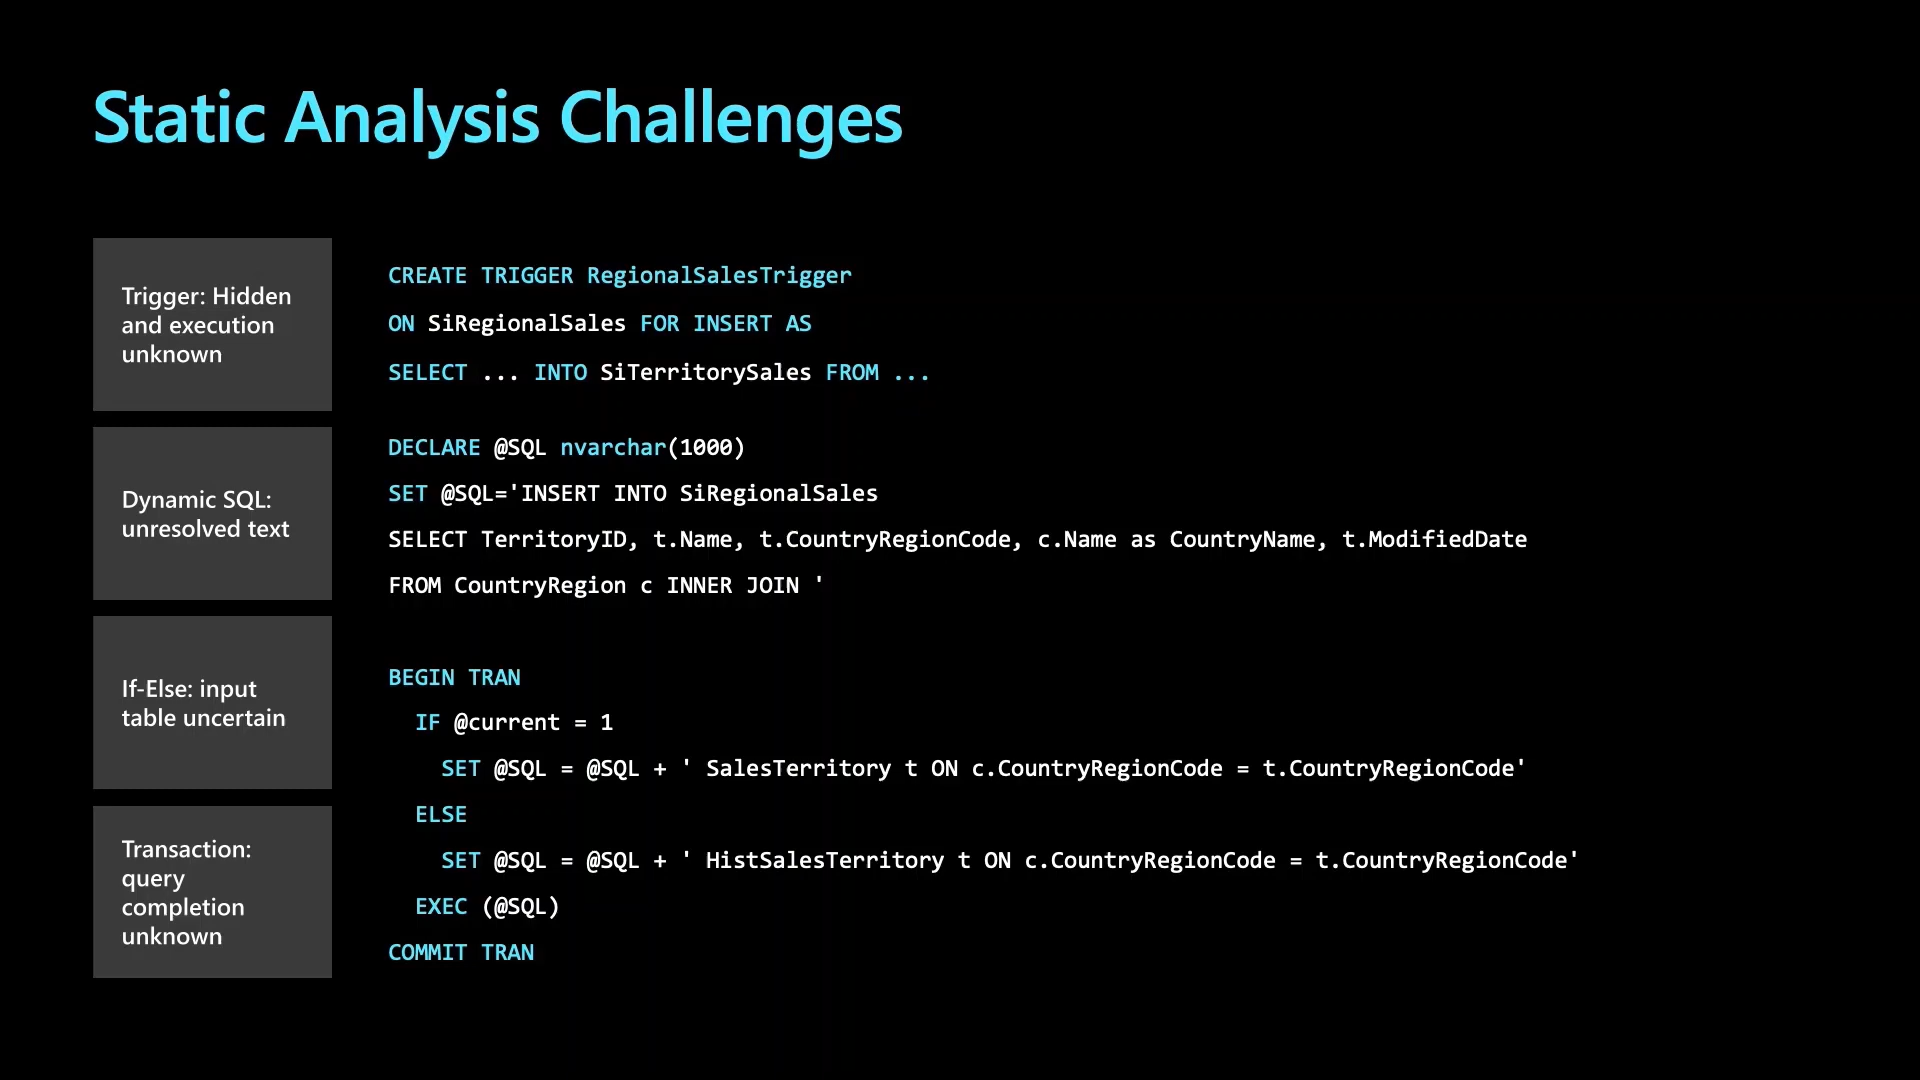 Static Analysis Challenges
Trigger: Hidden
and execution
unknown
CREATE TRIGGER RegionalSalesTrigger
ON SiRegionalSales FOR INSERT AS
SELECT ... INTO SiTerritorySales FROM ...
Dynamic SQL:
unresolved text
DECLARE @SQL nvarchar(1000)
SET @SQL='INSERT INTO SiRegionalSales
SELECT TerritoryID, t.Name, t.CountryRegionCode, c.Name as CountryName, t.ModifiedDate
FROM CountryRegion c INNER JOIN '
If-Else: input
table uncertain
Transaction:
query
completion
unknown
BEGIN TRAN
IF @current = 1
SET @SQL = @SQL + ' SalesTerritory t ON c.CountryRegionCode = t.CountryRegionCode'
ELSE
SET @SQL = @SQL + ' HistSalesTerritory t ON c.CountryRegionCode = t.CountryRegionCode'
EXEC (@SQL)
COMMIT TRAN